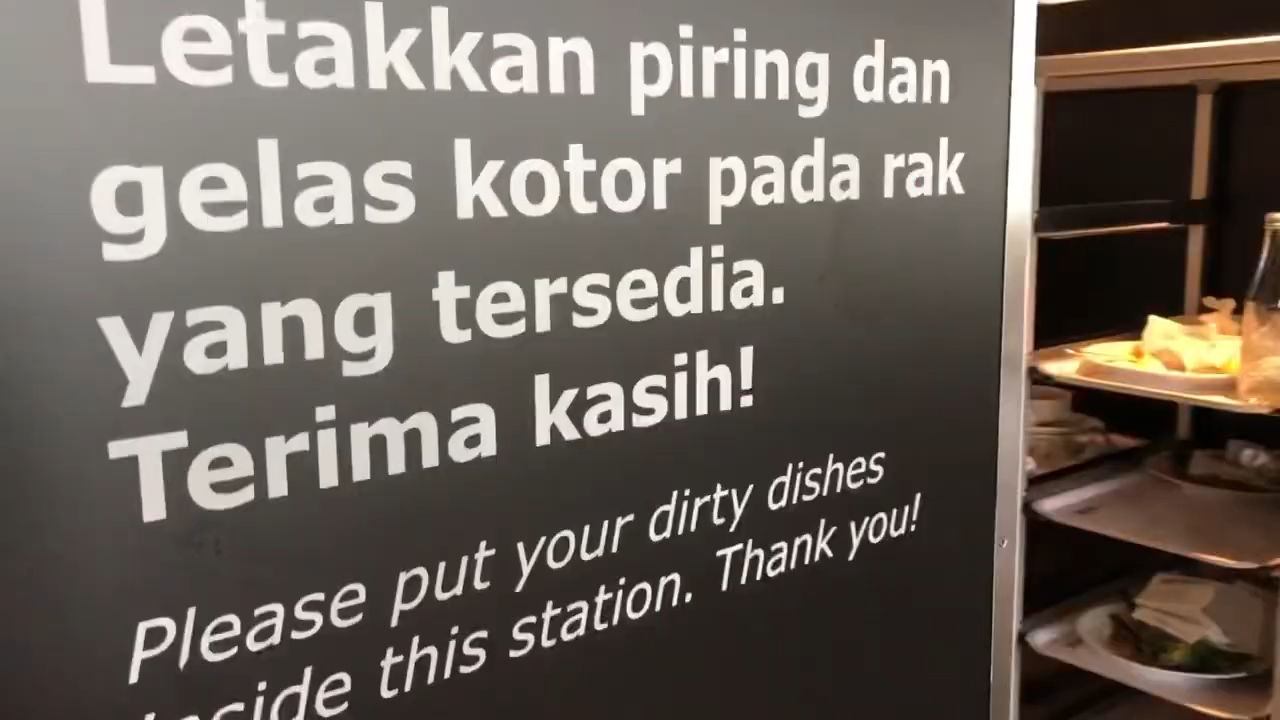 Letakkan piring dan
gelas kotor pada rak
yang tersedia.
Terima kasih!
Please put your dirty dishes
inside this station. Thank you!